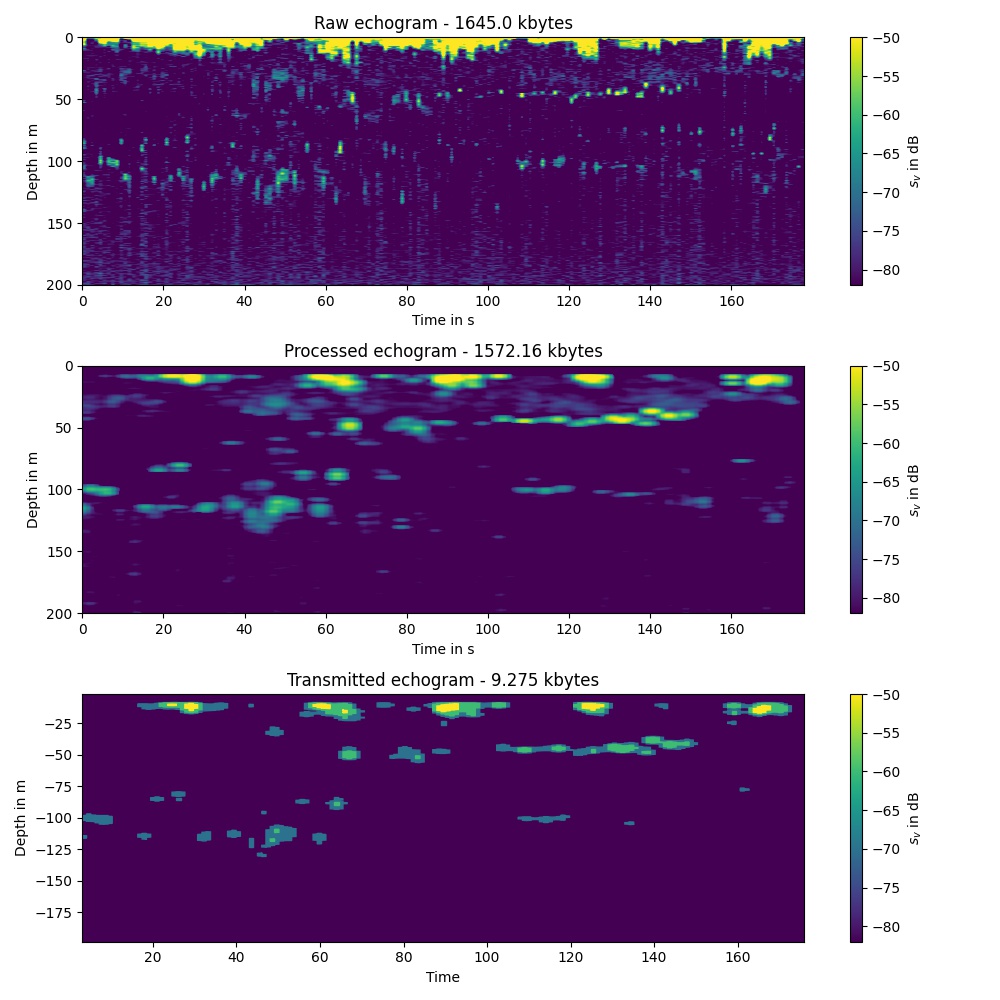 Raw echogram - 1645.0 kbytes
0
50
100
150
200
Depth in m
0 20 40 60 80 100 120 140 160
Time in s
−50
−55
−60
−65
−70
−75
−80
sv in dB
Processed echogram - 1572.16 kbytes
0
50
100
150
200
Depth in m
0 20 40 60 80 100 120 140 160
Time in s
−50
−55
−60
−65
−70
−75
−80
sv in dB
Transmitted echogram - 9.275 kbytes
−25
−50
−75
−100
−125
−150
−175
Depth in m
20 40 60 80 100 120 140 160
Time
−50
−55
−60
−65
−70
−75
−80
sv in dB